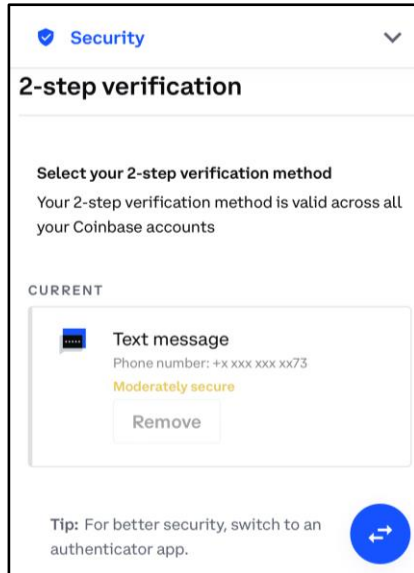 Security
2-step verification
Select your 2-step verification method
Your 2-step verification method is valid across all
your Coinbase accounts
CURRENT
Text message
Phone number: +x xxx xxx xx73
Moderately secure
Remove
Tip: For better security, switch to an
authenticator app.